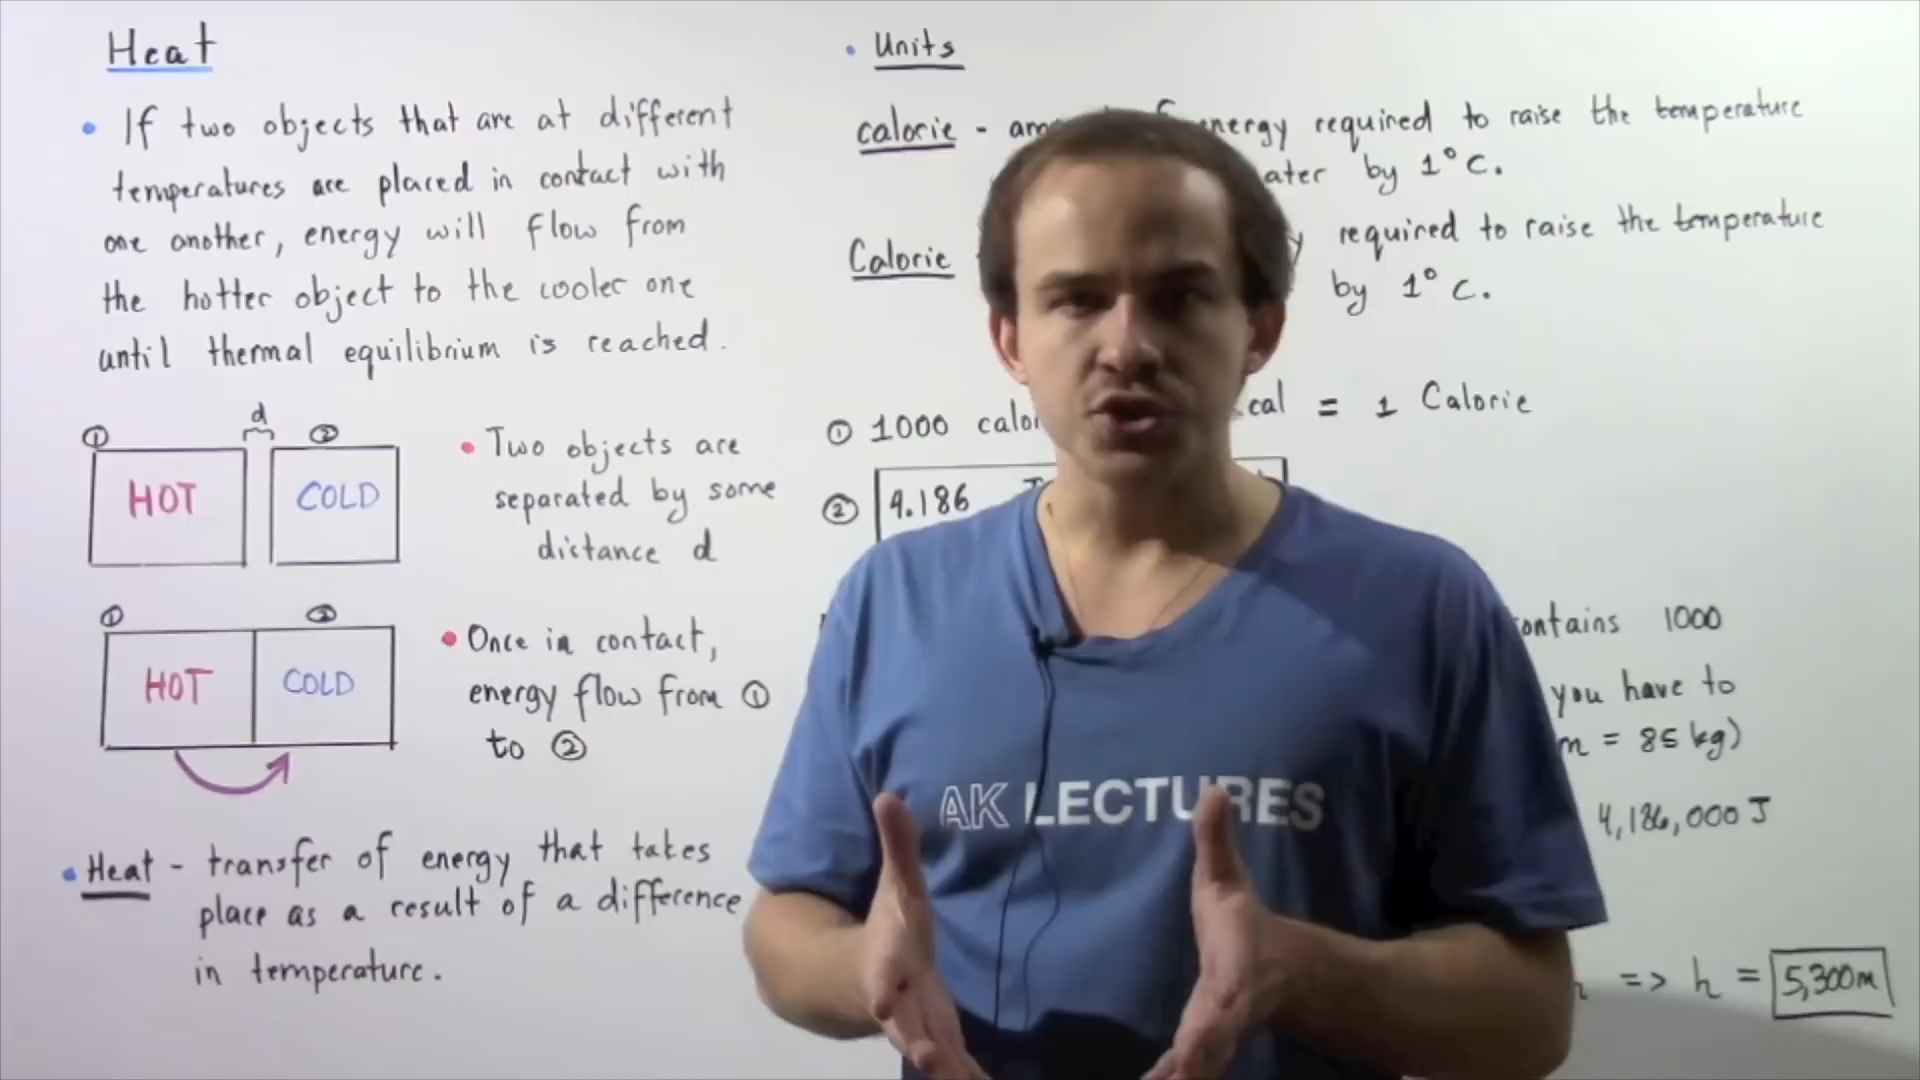 Heat
• If two objects that are at different
temperatures are placed in contact with
one another, energy will flow from
the hotter object to the cooler one
until thermal equilibrium is reached.
① d ②
HOT COLD
• Two objects are
separated by some
distance d
① ②
HOT COLD
• Once in contact,
energy flow from ①
to ②
• Heat - transfer of energy that takes
place as a result of a difference
in temperature.
• Units
calorie - energy required to raise the temperature
by 1°C.
Calorie required to raise the temperature
by 1°C.
① 1000 cal = 1 Calorie
② 4.186
1000
you have to
m = 85 kg)
4,186,000 J
=> h = 5,300m
AK LECTURES